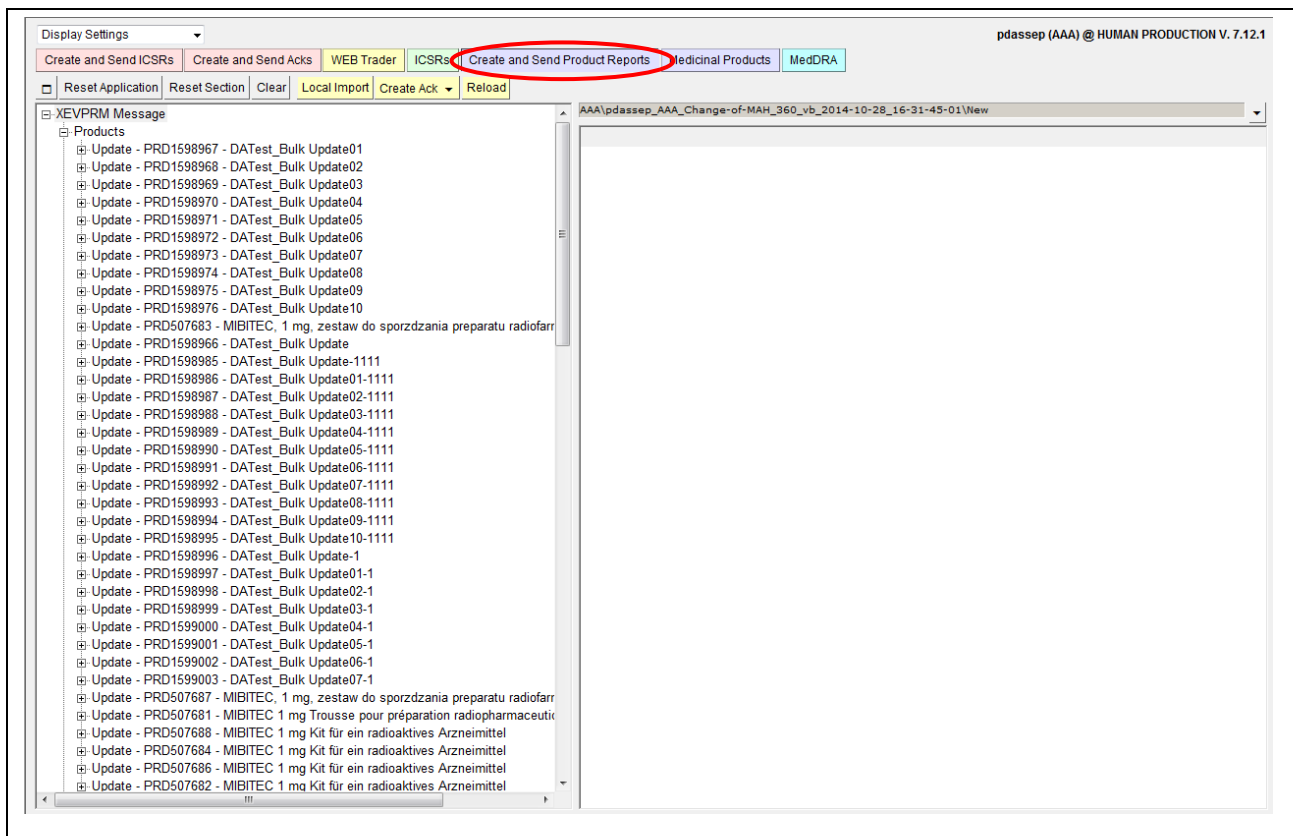 Display Settings
pdassep (AAA) @ HUMAN PRODUCTION V. 7.12.1
Create and Send ICSRs Create and Send Acks WEB Trader ICSRs Create and Send Product Reports Medicinal Products MedDRA
Reset Application Reset Section Clear Local Import Create Ack Reload
XEVPRM Message
AAA\pdassep_AAA_Change-of-MAH_360_vb_2014-10-28_16-31-45-01\New
Products
Update - PRD1598967 - DATest_Bulk Update01
Update - PRD1598968 - DATest_Bulk Update02
Update - PRD1598969 - DATest_Bulk Update03
Update - PRD1598970 - DATest_Bulk Update04
Update - PRD1598971 - DATest_Bulk Update05
Update - PRD1598972 - DATest_Bulk Update06
Update - PRD1598973 - DATest_Bulk Update07
Update - PRD1598974 - DATest_Bulk Update08
Update - PRD1598975 - DATest_Bulk Update09
Update - PRD1598976 - DATest_Bulk Update10
Update - PRD507683 - MIBITEC, 1 mg, zestaw do sporzdzania preparatu radiofarr
Update - PRD1598966 - DATest_Bulk Update
Update - PRD1598985 - DATest_Bulk Update-1111
Update - PRD1598986 - DATest_Bulk Update01-1111
Update - PRD1598987 - DATest_Bulk Update02-1111
Update - PRD1598988 - DATest_Bulk Update03-1111
Update - PRD1598989 - DATest_Bulk Update04-1111
Update - PRD1598990 - DATest_Bulk Update05-1111
Update - PRD1598991 - DATest_Bulk Update06-1111
Update - PRD1598992 - DATest_Bulk Update07-1111
Update - PRD1598993 - DATest_Bulk Update08-1111
Update - PRD1598994 - DATest_Bulk Update09-1111
Update - PRD1598995 - DATest_Bulk Update10-1111
Update - PRD1598996 - DATest_Bulk Update-1
Update - PRD1598997 - DATest_Bulk Update01-1
Update - PRD1598998 - DATest_Bulk Update02-1
Update - PRD1598999 - DATest_Bulk Update03-1
Update - PRD1599000 - DATest_Bulk Update04-1
Update - PRD1599001 - DATest_Bulk Update05-1
Update - PRD1599002 - DATest_Bulk Update06-1
Update - PRD1599003 - DATest_Bulk Update07-1
Update - PRD507687 - MIBITEC, 1 mg, zestaw do sporzdzania preparatu radiofarr
Update - PRD507681 - MIBITEC 1 mg Trousse pour préparation radiopharmaceutic
Update - PRD507688 - MIBITEC 1 mg Kit für ein radioaktives Arzneimittel
Update - PRD507684 - MIBITEC 1 mg Kit für ein radioaktives Arzneimittel
Update - PRD507686 - MIBITEC 1 mg Kit für ein radioaktives Arzneimittel
Update - PRD507682 - MIBITEC 1 mg Kit für ein radioaktives Arzneimittel